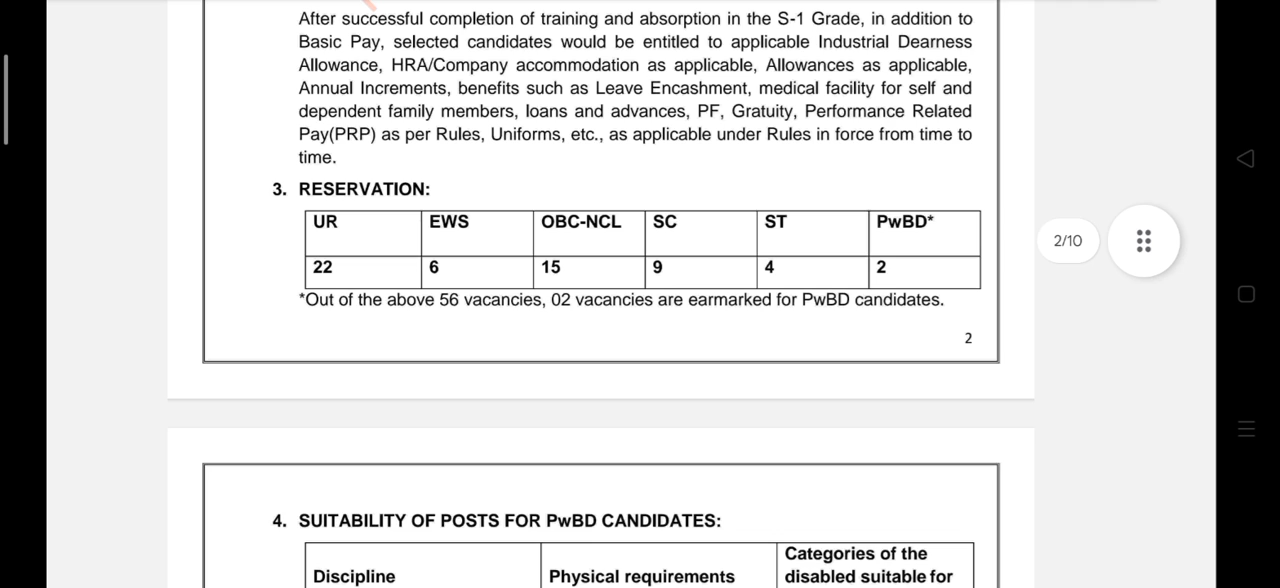 After successful completion of training and absorption in the S-1 Grade, in addition to
Basic Pay, selected candidates would be entitled to applicable Industrial Dearness
Allowance, HRA/Company accommodation as applicable, Allowances as applicable,
Annual Increments, benefits such as Leave Encashment, medical facility for self and
dependent family members, loans and advances, PF, Gratuity, Performance Related
Pay(PRP) as per Rules, Uniforms, etc., as applicable under Rules in force from time to
time.
3. RESERVATION:
UR EWS OBC-NCL SC ST PwBD*
22 6 15 9 4 2
*Out of the above 56 vacancies, 02 vacancies are earmarked for PwBD candidates.
2
2/10
4. SUITABILITY OF POSTS FOR PwBD CANDIDATES:
Categories of the
Discipline Physical requirements disabled suitable for